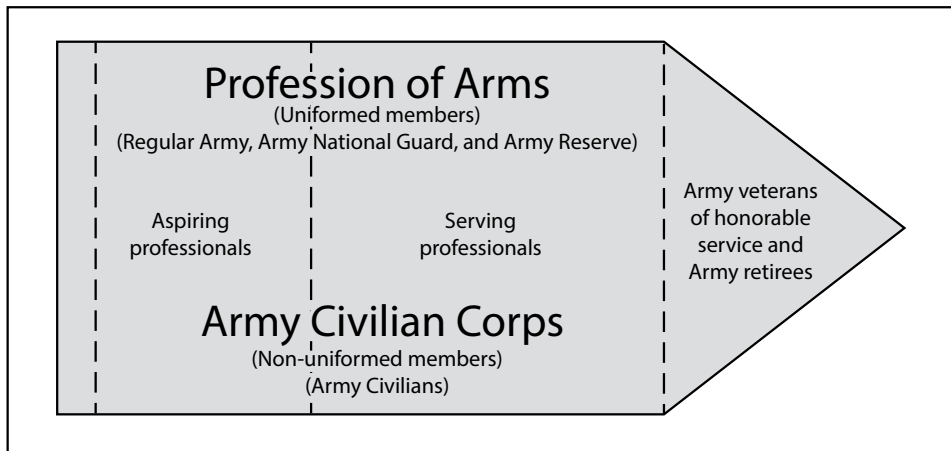 Profession of Arms
(Uniformed members)
(Regular Army, Army National Guard, and Army Reserve)
Aspiring
professionals
Serving
professionals
Army veterans
of honorable
service and
Army retirees
Army Civilian Corps
(Non-uniformed members)
(Army Civilians)